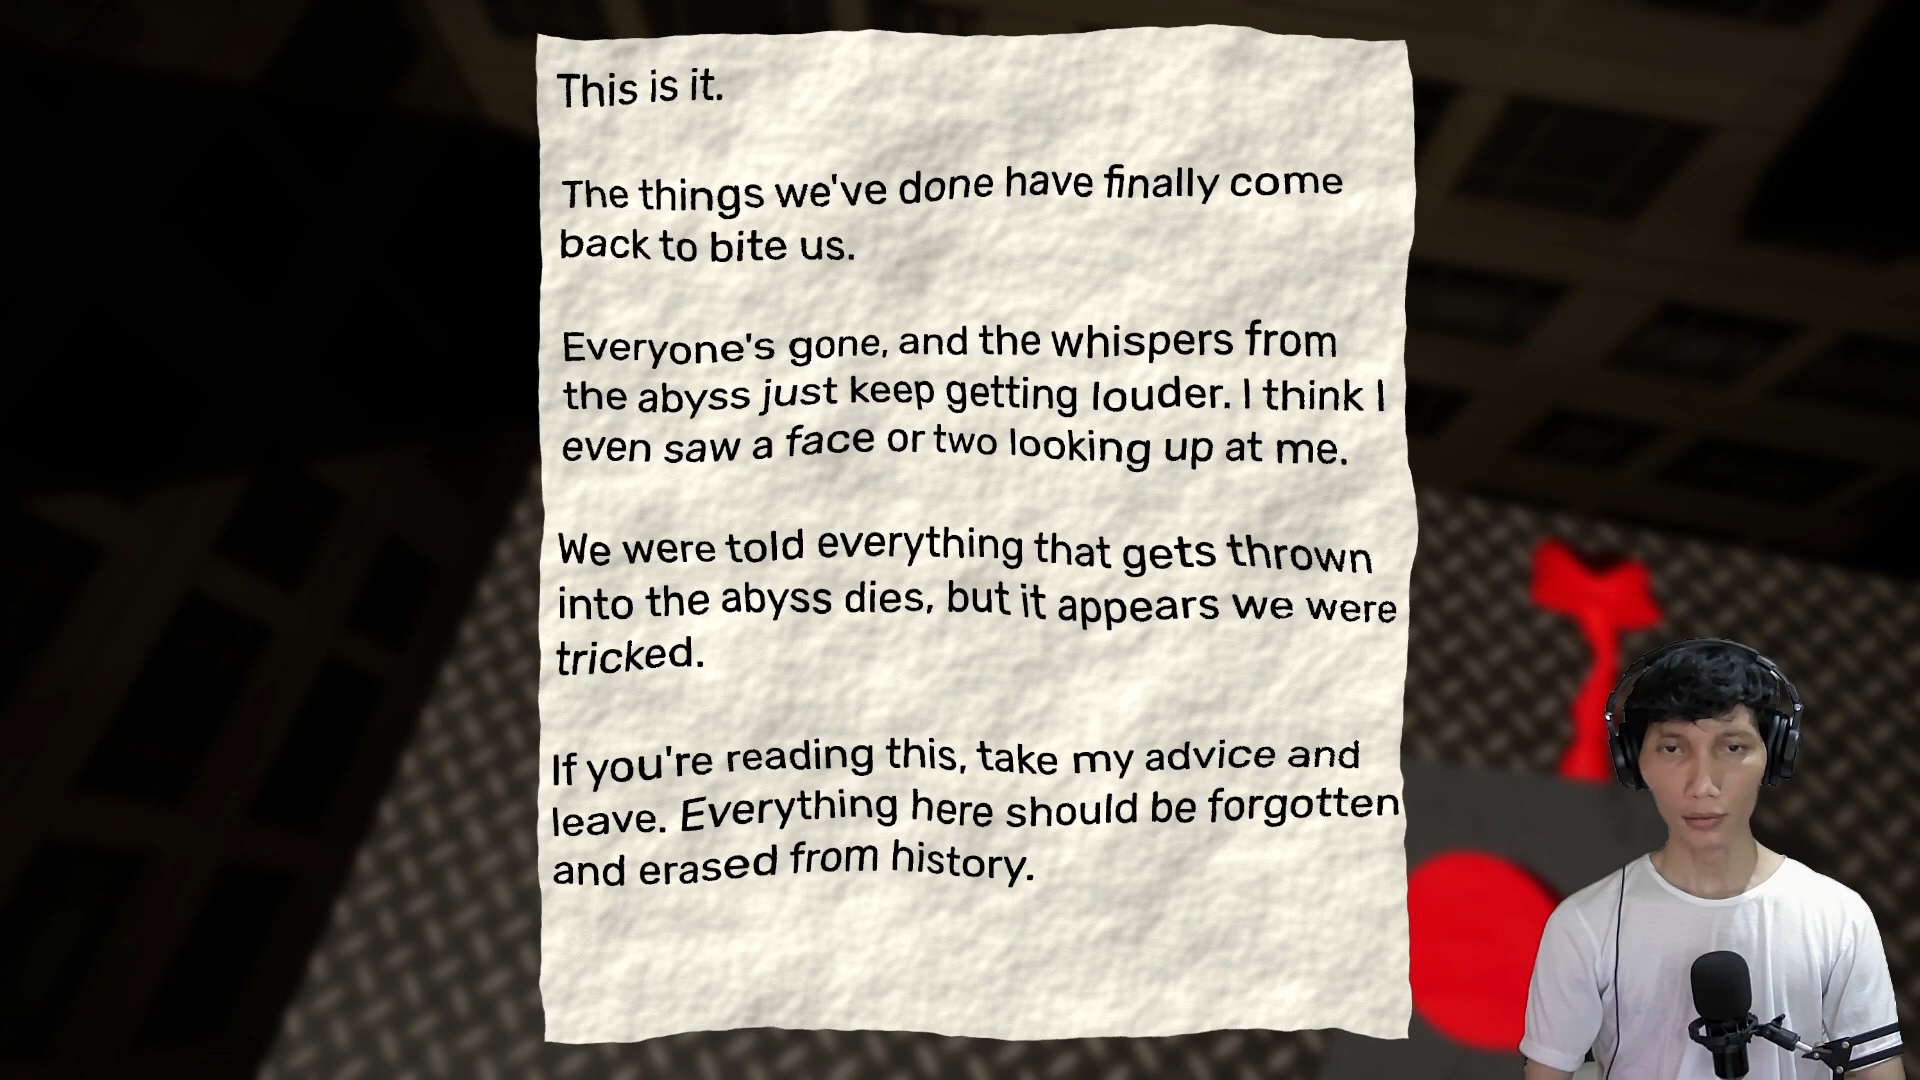 This is it.
The things we've done have finally come
back to bite us.
Everyone's gone, and the whispers from
the abyss just keep getting louder. I think I
even saw a face or two looking up at me.
We were told everything that gets thrown
into the abyss dies, but it appears we were
tricked.
If you're reading this, take my advice and
leave. Everything here should be forgotten
and erased from history.